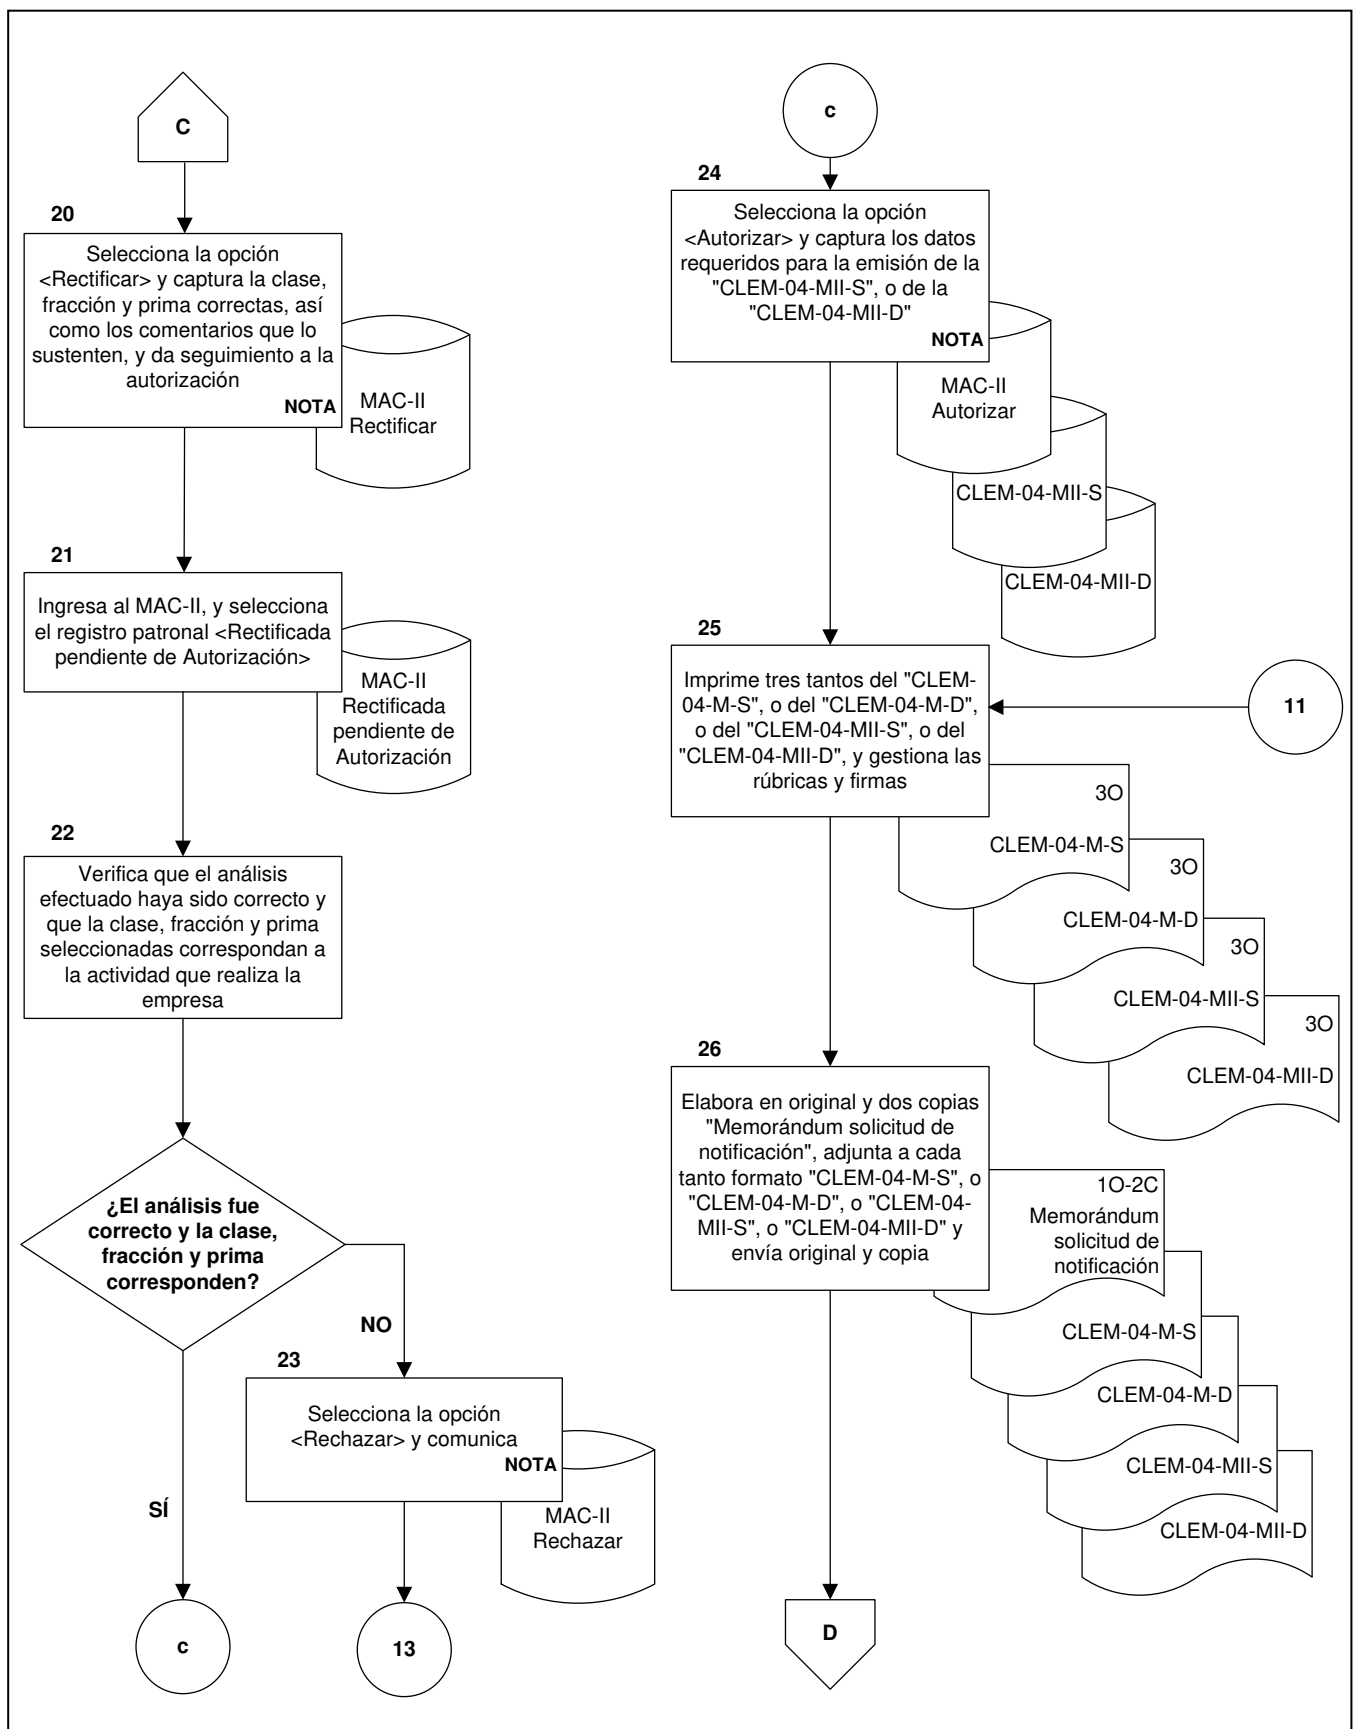 C
20
Selecciona la opción
<Rectificar> y captura la clase,
fracción y prima correctas, así
como los comentarios que lo
sustenten, y da seguimiento a la
autorización
NOTA
MAC-II
Rectificar
21
Ingresa al MAC-II, y selecciona
el registro patronal <Rectificada
pendiente de Autorización>
MAC-II
Rectificada
pendiente de
Autorización
22
Verifica que el análisis
efectuado haya sido correcto y
que la clase, fracción y prima
seleccionadas correspondan a
la actividad que realiza la
empresa
¿El análisis fue
correcto y la clase,
fracción y prima
corresponden?
NO
23
Selecciona la opción
<Rechazar> y comunica
NOTA
MAC-II
Rechazar
SÍ
c
13
c
24
Selecciona la opción
<Autorizar> y captura los datos
requeridos para la emisión de la
"CLEM-04-MII-S", o de la
"CLEM-04-MII-D"
NOTA
MAC-II
Autorizar
CLEM-04-MII-S
CLEM-04-MII-D
25
Imprime tres tantos del "CLEM-
04-M-S", o del "CLEM-04-M-D",
o del "CLEM-04-MII-S", o del
"CLEM-04-MII-D", y gestiona las
rúbricas y firmas
11
3O
CLEM-04-M-S
3O
CLEM-04-M-D
3O
CLEM-04-MII-S
3O
CLEM-04-MII-D
26
Elabora en original y dos copias
"Memorándum solicitud de
notificación", adjunta a cada
tanto formato "CLEM-04-M-S", o
"CLEM-04-M-D", o "CLEM-04-
MII-S", o "CLEM-04-MII-D" y
envía original y copia
1O-2C
Memorándum
solicitud de
notificación
CLEM-04-M-S
CLEM-04-M-D
CLEM-04-MII-S
CLEM-04-MII-D
D